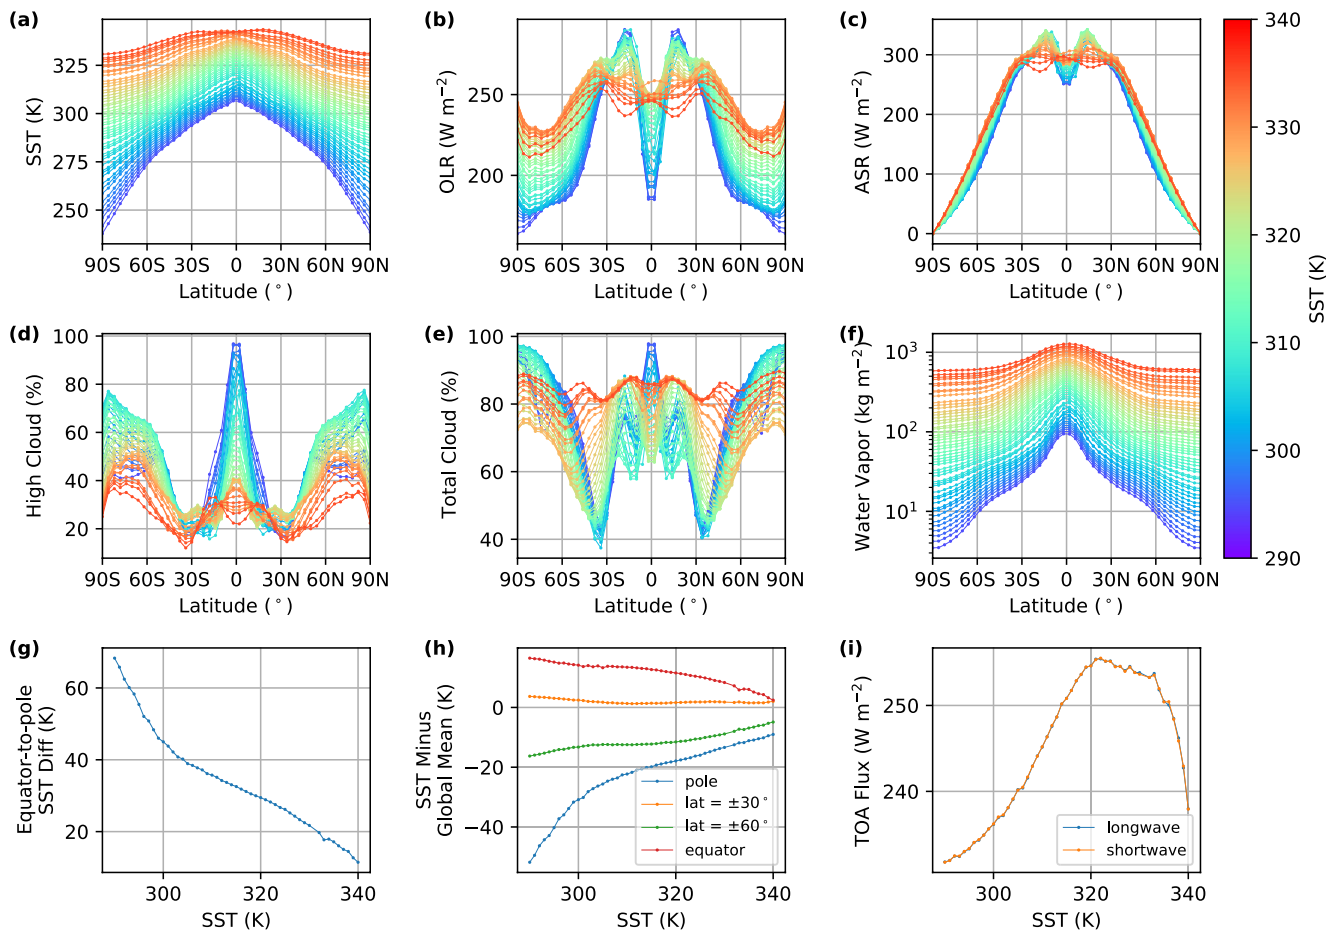 (a)
SST (K)
325
300
275
250
90S 60S 30S 0 30N 60N 90N
Latitude (°)
(b)
OLR (W m⁻²)
250
200
90S 60S 30S 0 30N 60N 90N
Latitude (°)
(c)
ASR (W m⁻²)
300
200
100
0
90S 60S 30S 0 30N 60N 90N
Latitude (°)
340
330
320
310
300
290
SST (K)
(d)
High Cloud (%)
100
80
60
40
20
90S 60S 30S 0 30N 60N 90N
Latitude (°)
(e)
Total Cloud (%)
100
80
60
40
90S 60S 30S 0 30N 60N 90N
Latitude (°)
(f)
Water Vapor (kg m⁻²)
10³
10²
10¹
90S 60S 30S 0 30N 60N 90N
Latitude (°)
(g)
Equator-to-pole
SST Diff (K)
60
40
20
300 320 340
SST (K)
(h)
SST Minus
Global Mean (K)
0
−20
−40
pole
lat = ±30°
lat = ±60°
equator
300 320 340
SST (K)
(i)
TOA Flux (W m⁻²)
250
240
longwave
shortwave
300 320 340
SST (K)